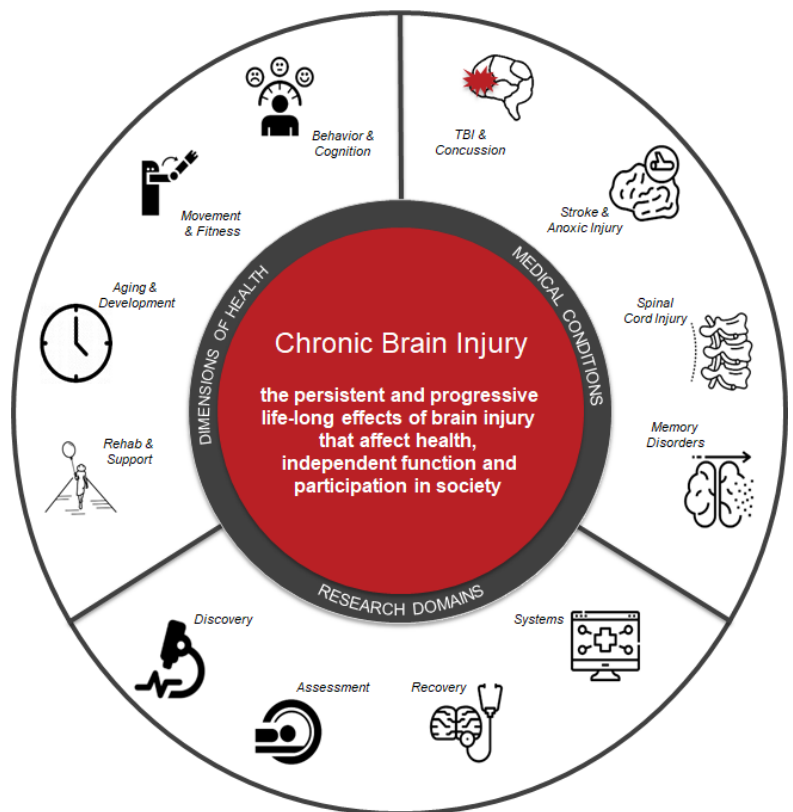 Behavior &
Cognition
Movement
& Fitness
Aging &
Development
Rehab &
Support
DIMENSIONS OF HEALTH
TBI &
Concussion
Stroke &
Anoxic Injury
Spinal
Cord Injury
Memory
Disorders
MEDICAL CONDITIONS
Chronic Brain Injury
the persistent and progressive
life-long effects of brain injury
that affect health,
independent function and
participation in society
RESEARCH DOMAINS
Discovery
Assessment
Recovery
Systems